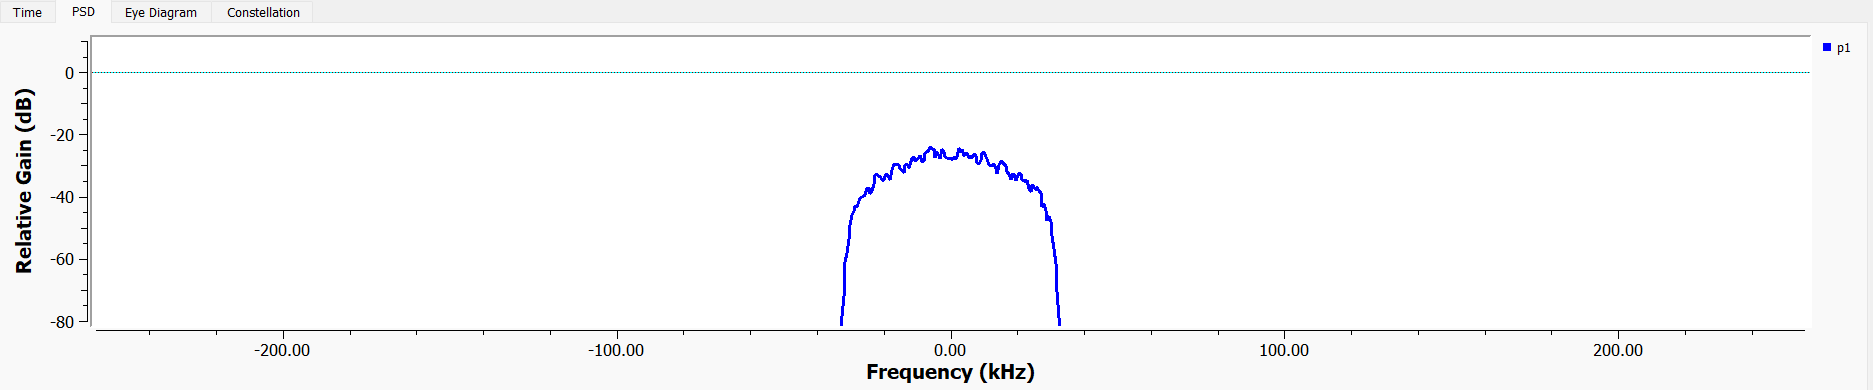 Time PSD Eye Diagram Constellation
p1
0
-20
-40
-60
-80
Relative Gain (dB)
-200.00 -100.00 0.00 100.00 200.00
Frequency (kHz)